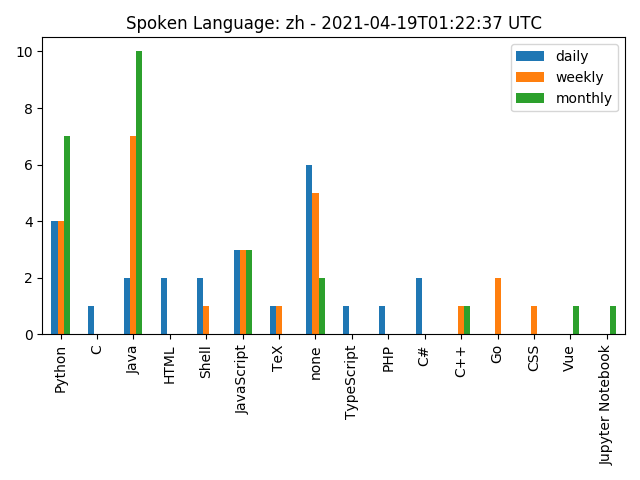 Spoken Language: zh - 2021-04-19T01:22:37 UTC
daily
weekly
monthly
10
8
6
4
2
0
Python
C
Java
HTML
Shell
JavaScript
TeX
none
TypeScript
PHP
C#
C++
Go
CSS
Vue
Jupyter Notebook